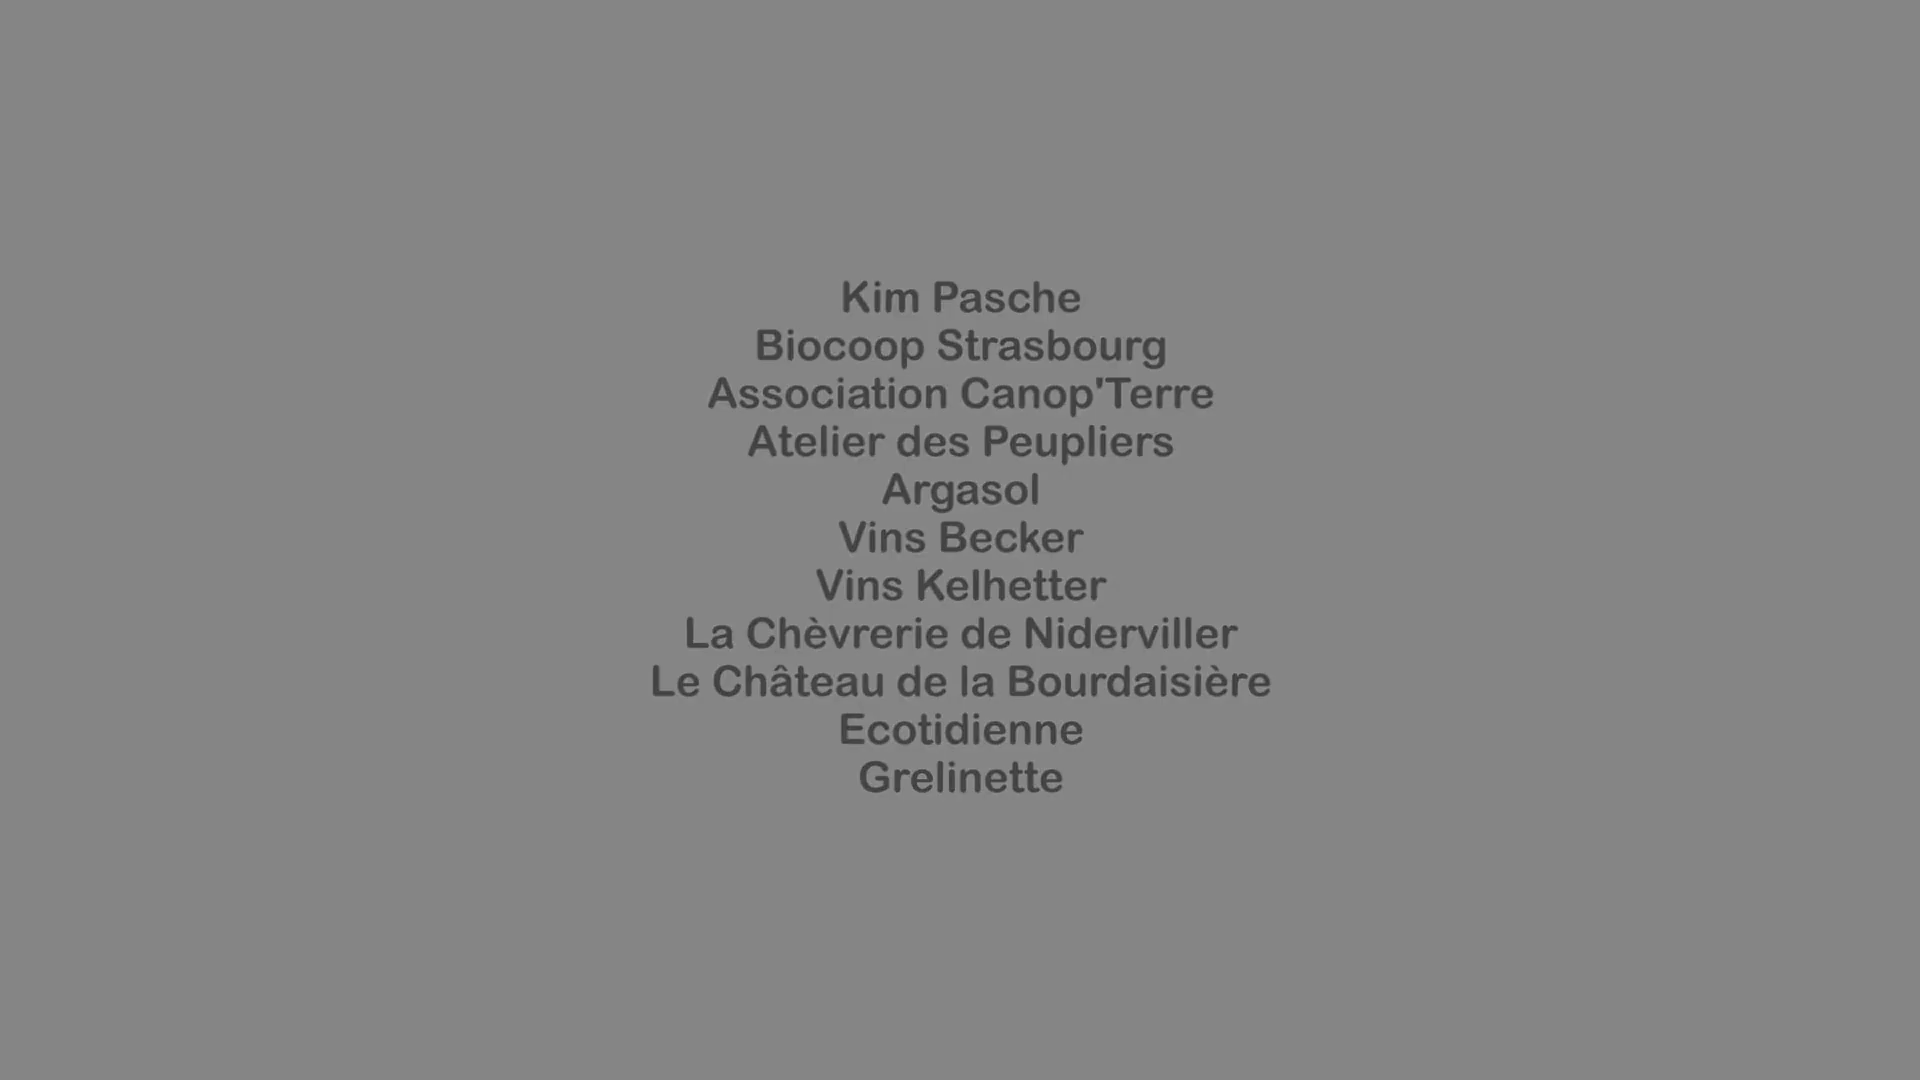 Kim Pasche
Biocoop Strasbourg
Association Canop'Terre
Atelier des Peupliers
Argasol
Vins Becker
Vins Kelhetter
La Chèvrerie de Niderviller
Le Château de la Bourdaisière
Ecotidienne
Grelinette